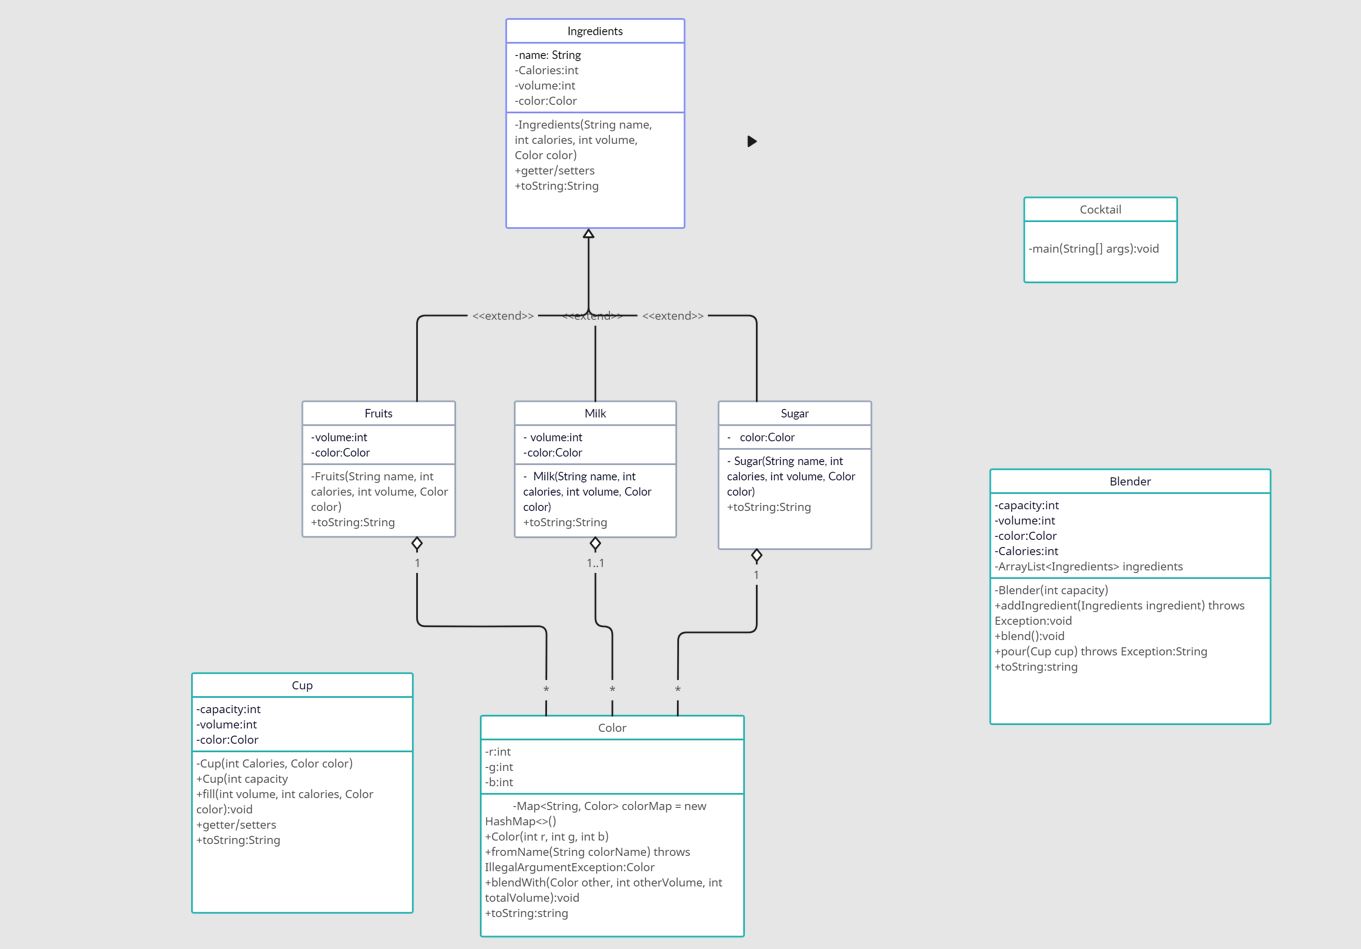 Ingredients
-name: String
-Calories:int
-volume:int
-color:Color
-Ingredients(String name,
int calories, int volume,
Color color)
+getter/setters
+toString:String
Cocktail
-main(String[] args):void
<<extend>> <<extend>> <<extend>>
Fruits
-volume:int
-color:Color
-Fruits(String name, int
calories, int volume, Color
color)
+toString:String
1
Milk
- volume:int
-color:Color
- Milk(String name, int
calories, int volume, Color
color)
+toString:String
1..1
Sugar
- color:Color
- Sugar(String name, int
calories, int volume, Color
color)
+toString:String
1
Blender
-capacity:int
-volume:int
-color:Color
-Calories:int
-ArrayList<Ingredients> ingredients
-Blender(int capacity)
+addIngredient(Ingredients ingredient) throws
Exception:void
+blend():void
+pour(Cup cup) throws Exception:String
+toString:string
Cup
-capacity:int
-volume:int
-color:Color
-Cup(int Calories, Color color)
+Cup(int capacity
+fill(int volume, int calories, Color
color):void
+getter/setters
+toString:String
* * *
Color
-r:int
-g:int
-b:int
-Map<String, Color> colorMap = new
HashMap<>()
+Color(int r, int g, int b)
+fromName(String colorName) throws
IllegalArgumentException:Color
+blendWith(Color other, int otherVolume, int
totalVolume):void
+toString:string